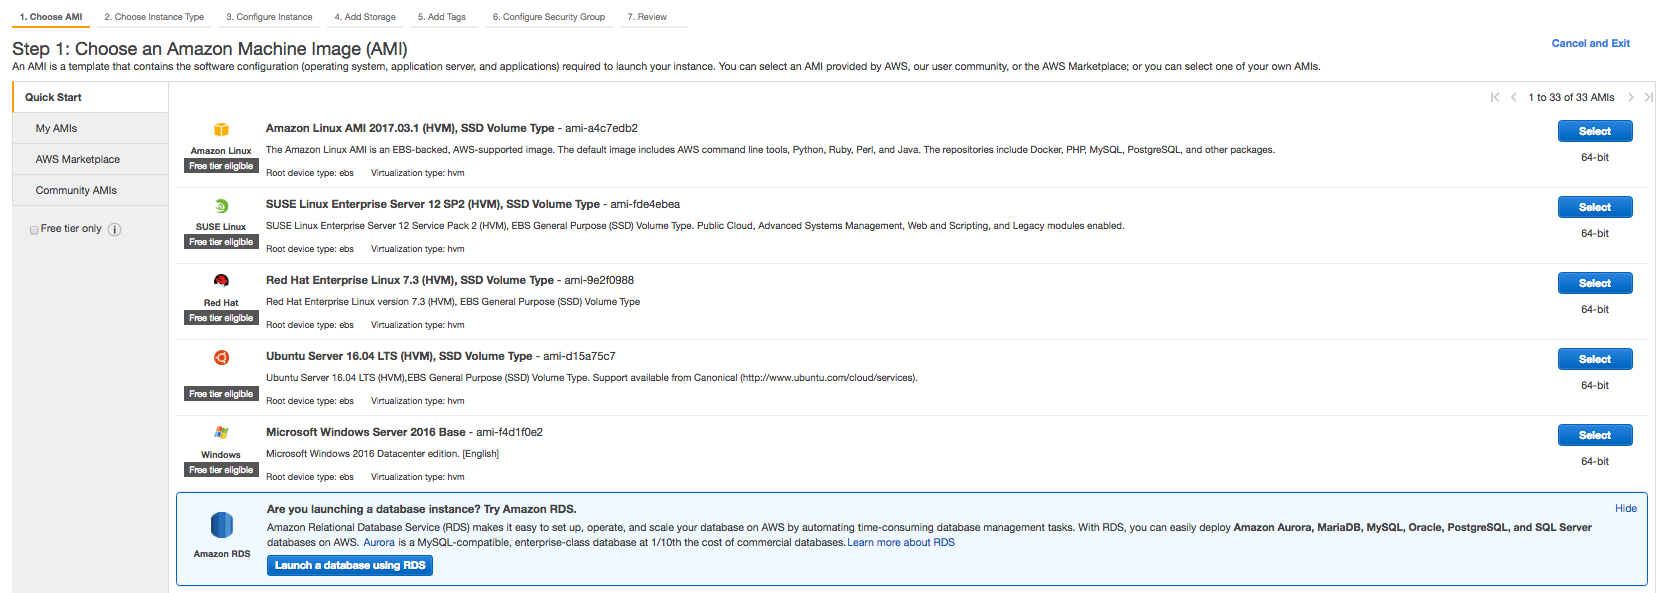 1. Choose AMI 2. Choose Instance Type 3. Configure Instance 4. Add Storage 5. Add Tags 6. Configure Security Group 7. Review
Step 1: Choose an Amazon Machine Image (AMI)
Cancel and Exit
An AMI is a template that contains the software configuration (operating system, application server, and applications) required to launch your instance. You can select an AMI provided by AWS, our user community, or the AWS Marketplace; or you can select one of your own AMIs.
Quick Start
My AMIs
AWS Marketplace
Community AMIs
Free tier only i
1 to 33 of 33 AMIs
Amazon Linux
Free tier eligible
Amazon Linux AMI 2017.03.1 (HVM), SSD Volume Type - ami-a4c7edb2
The Amazon Linux AMI is an EBS-backed, AWS-supported image. The default image includes AWS command line tools, Python, Ruby, Perl, and Java. The repositories include Docker, PHP, MySQL, PostgreSQL, and other packages.
Root device type: ebs Virtualization type: hvm
Select
64-bit
SUSE Linux
Free tier eligible
SUSE Linux Enterprise Server 12 SP2 (HVM), SSD Volume Type - ami-fde4ebea
SUSE Linux Enterprise Server 12 Service Pack 2 (HVM), EBS General Purpose (SSD) Volume Type. Public Cloud, Advanced Systems Management, Web and Scripting, and Legacy modules enabled.
Root device type: ebs Virtualization type: hvm
Select
64-bit
Red Hat
Free tier eligible
Red Hat Enterprise Linux 7.3 (HVM), SSD Volume Type - ami-9e2f0988
Red Hat Enterprise Linux version 7.3 (HVM), EBS General Purpose (SSD) Volume Type
Root device type: ebs Virtualization type: hvm
Select
64-bit
Free tier eligible
Ubuntu Server 16.04 LTS (HVM), SSD Volume Type - ami-d15a75c7
Ubuntu Server 16.04 LTS (HVM),EBS General Purpose (SSD) Volume Type. Support available from Canonical (http://www.ubuntu.com/cloud/services).
Root device type: ebs Virtualization type: hvm
Select
64-bit
Windows
Free tier eligible
Microsoft Windows Server 2016 Base - ami-f4d1f0e2
Microsoft Windows 2016 Datacenter edition. [English]
Root device type: ebs Virtualization type: hvm
Select
64-bit
Amazon RDS
Are you launching a database instance? Try Amazon RDS.
Hide
Amazon Relational Database Service (RDS) makes it easy to set up, operate, and scale your database on AWS by automating time-consuming database management tasks. With RDS, you can easily deploy Amazon Aurora, MariaDB, MySQL, Oracle, PostgreSQL, and SQL Server
databases on AWS. Aurora is a MySQL-compatible, enterprise-class database at 1/10th the cost of commercial databases. Learn more about RDS
Launch a database using RDS